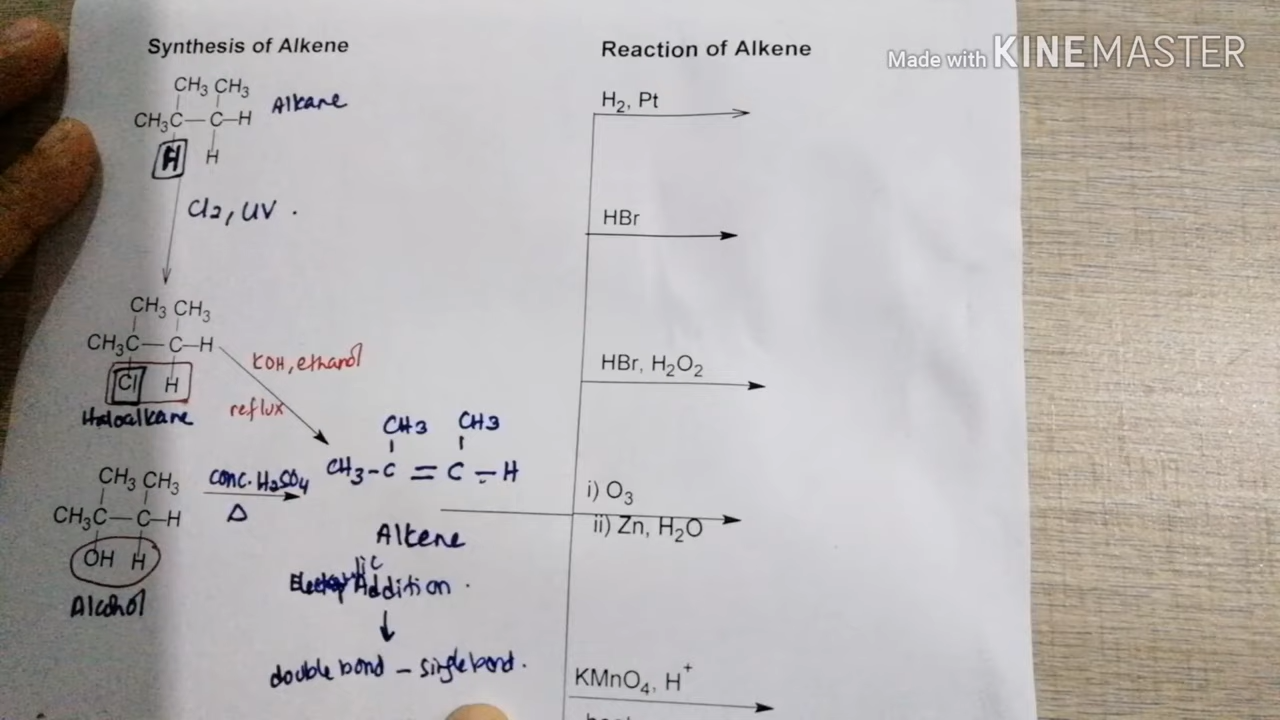 Synthesis of Alkene
CH3 CH3
CH3C—C—H
H H
Alkane
Cl2, UV.
CH3 CH3
CH3C—C—H
Cl H
Haloalkane
KOH, ethanol
reflux
CH3 CH3
CH3C—C—H
OH H
Alcohol
conc. H2SO4
Δ
CH3 CH3
CH3-C=C-H
Alkene
Addition.
↓
double bond - single bond.
Reaction of Alkene
H2, Pt
HBr
HBr, H2O2
i) O3
ii) Zn, H2O
KMnO4, H+
Made with KINEMASTER